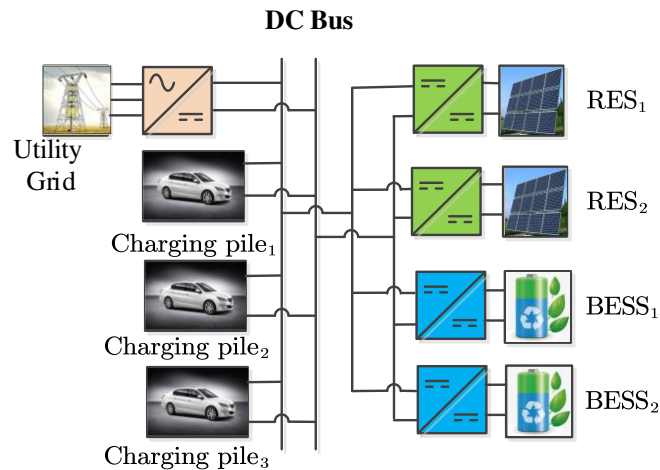 DC Bus
Utility
Grid
Charging pile₁
Charging pile₂
Charging pile₃
RES₁
RES₂
BESS₁
BESS₂